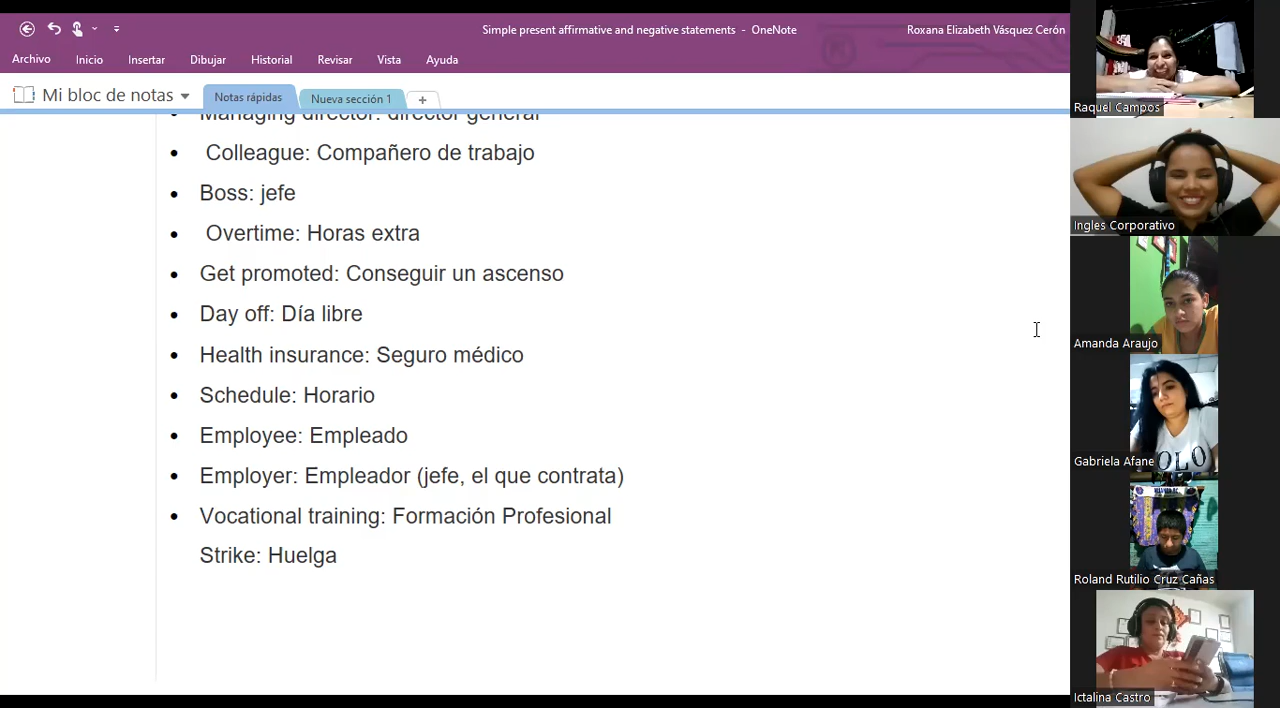 Simple present affirmative and negative statements - OneNote
Roxana Elizabeth Vásquez Cerón
Archivo Inicio Insertar Dibujar Historial Revisar Vista Ayuda
Mi bloc de notas Notas rápidas Nueva sección 1
Managing director: director general
Colleague: Compañero de trabajo
Boss: jefe
Overtime: Horas extra
Get promoted: Conseguir un ascenso
Day off: Día libre
Health insurance: Seguro médico
Schedule: Horario
Employee: Empleado
Employer: Empleador (jefe, el que contrata)
Vocational training: Formación Profesional
Strike: Huelga
Raquel Campos
Ingles Corporativo
Amanda Araujo
Gabriela Afane
Roland Rutilio Cruz Cañas
Ictalina Castro